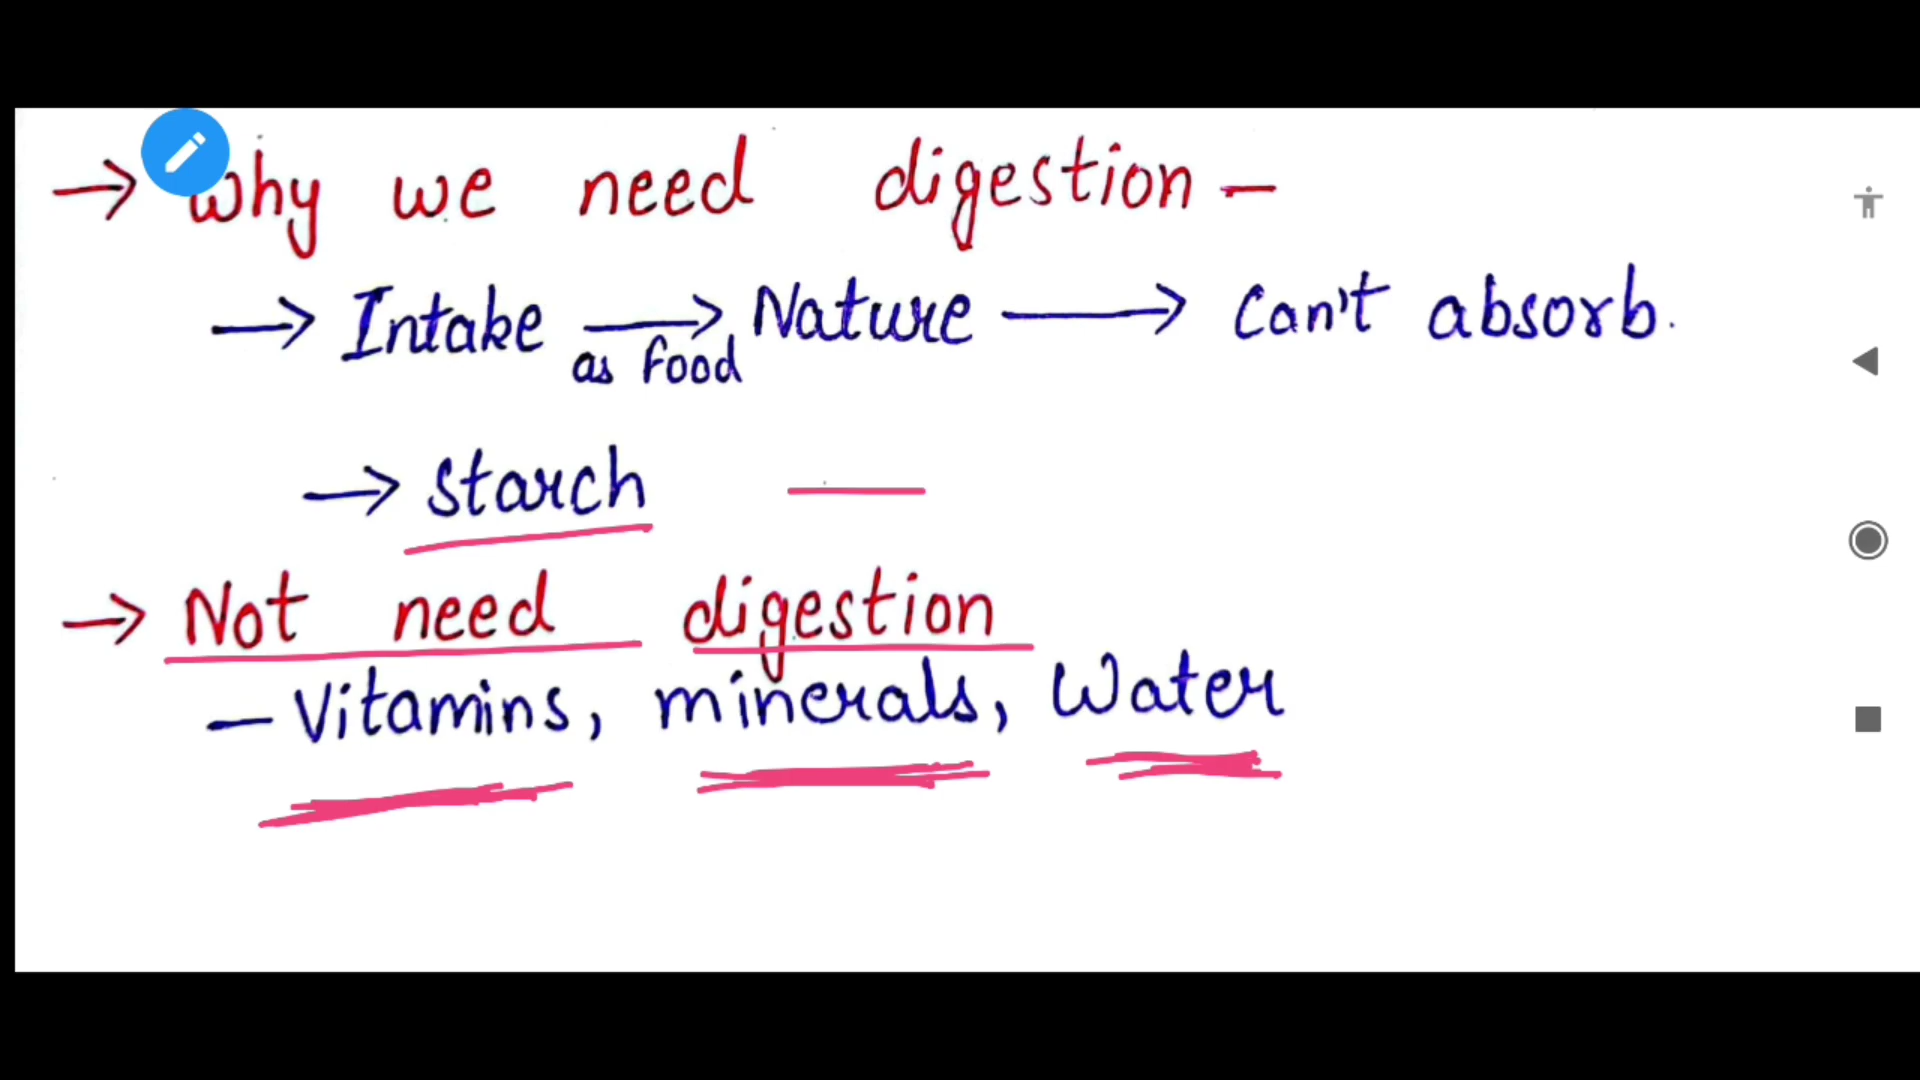 → Why we need digestion —
→ Intake → Nature → Can't absorb.
as food
→ Starch
→ Not need digestion
— Vitamins, minerals, Water